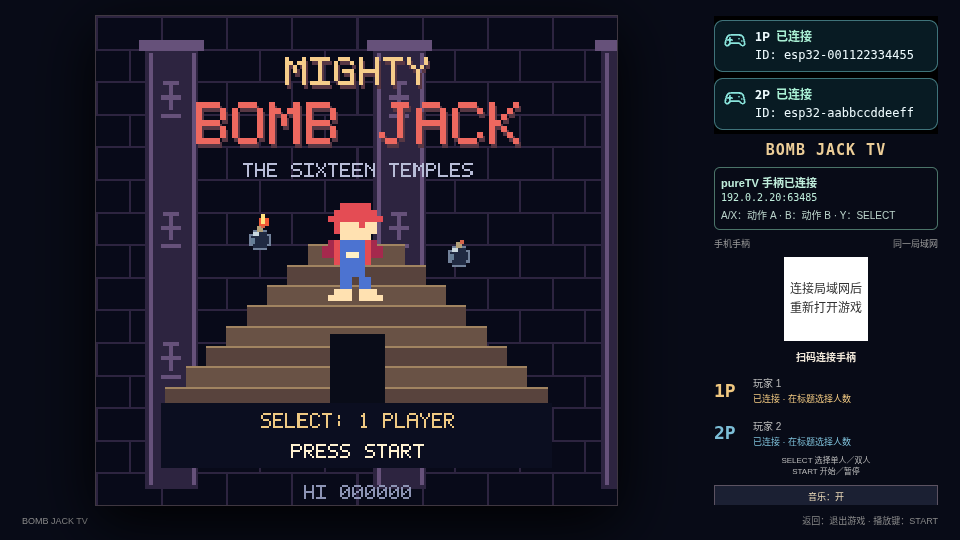 MIGHTY
BOMB JACK
THE SIXTEEN TEMPLES
SELECT: 1 PLAYER
PRESS START
HI 000000
1P 已连接
ID: esp32-001122334455
2P 已连接
ID: esp32-aabbccddeeff
BOMB JACK TV
pureTV 手柄已连接
192.0.2.20:63485
A/X：动作 A · B：动作 B · Y：SELECT
手机手柄 同一局域网
连接局域网后
重新打开游戏
扫码连接手柄
1P 玩家 1
已连接 · 在标题选择人数
2P 玩家 2
已连接 · 在标题选择人数
SELECT 选择单人／双人
START 开始／暂停
音乐：开
BOMB JACK TV
返回：退出游戏 · 播放键：START